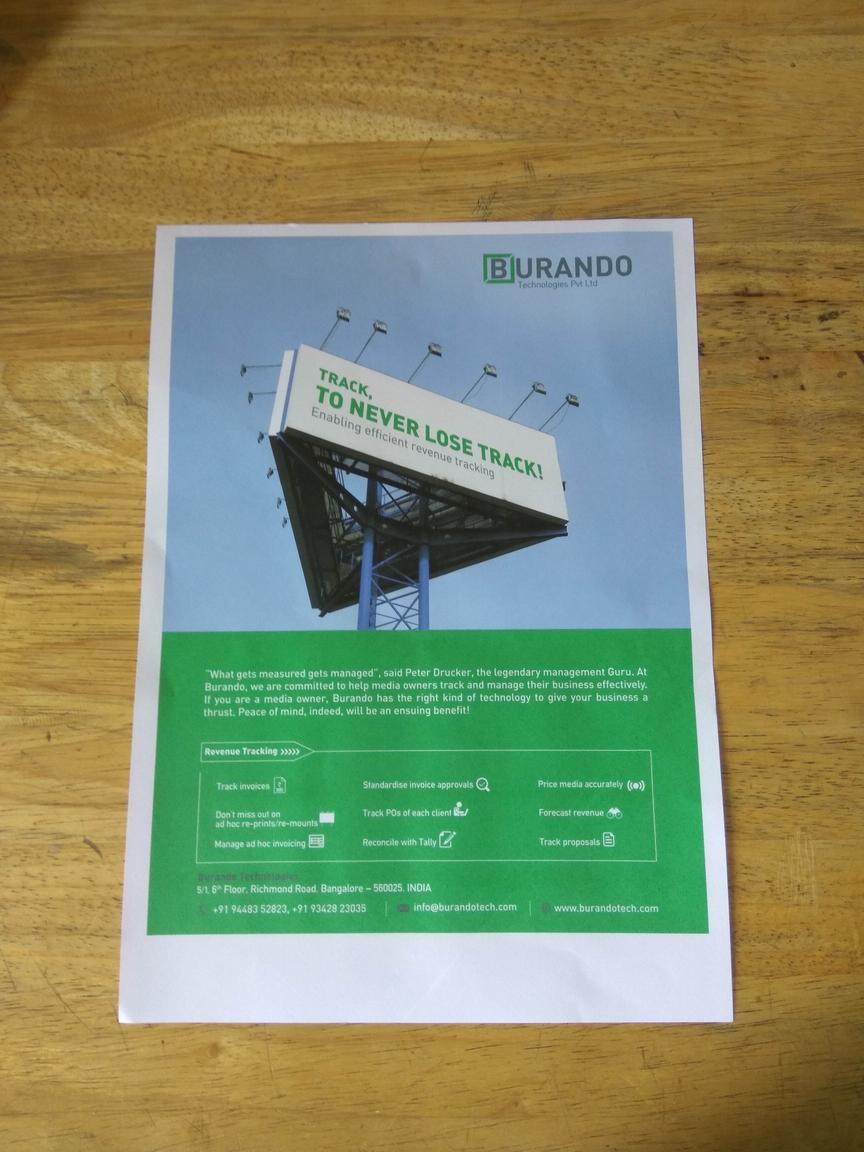 BURANDO
Technologies Pvt Ltd
TRACK,
TO NEVER LOSE TRACK!
Enabling efficient revenue tracking
"What gets measured gets managed", said Peter Drucker, the legendary management Guru. At
Burando, we are committed to help media owners track and manage their business effectively.
If you are a media owner, Burando has the right kind of technology to give your business a
thrust. Peace of mind, indeed, will be an ensuing benefit!
Revenue Tracking >>>>>
Track invoices
Standardise invoice approvals
Price media accurately
Don't miss out on
ad hoc re-prints/re-mounts
Track POs of each client
Forecast revenue
Manage ad hoc invoicing
Reconcile with Tally
Track proposals
Burando Technologies
5/1, 6th Floor, Richmond Road, Bangalore – 560025. INDIA
+91 94483 52823, +91 93428 23035
info@burandotech.com
www.burandotech.com